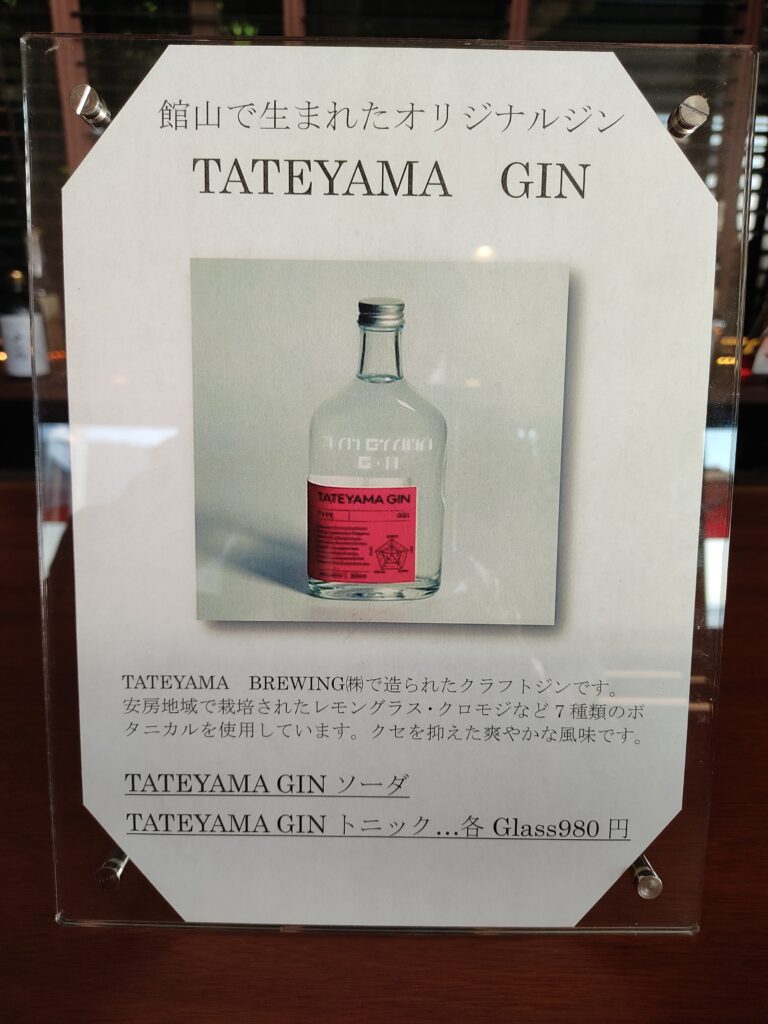 館山で生まれたオリジナルジン
TATEYAMA GIN
TATEYAMA GIN
TATEYAMA GIN
TYPE 001
TATEYAMA BREWING㈱で造られたクラフトジンです。
安房地域で栽培されたレモングラス・クロモジなど7種類のボ
タニカルを使用しています。クセを抑えた爽やかな風味です。
TATEYAMA GIN ソーダ
TATEYAMA GIN トニック…各 Glass980 円